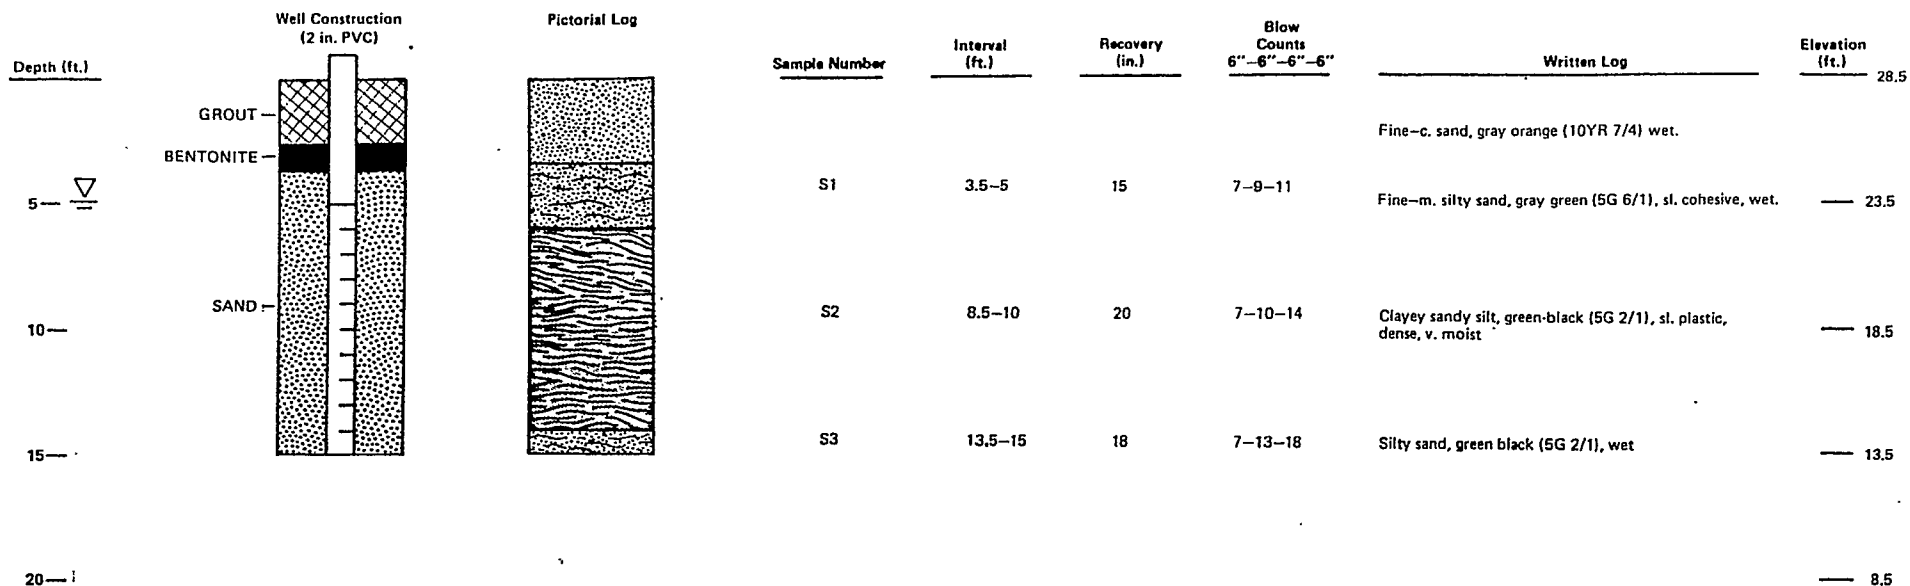 Well Construction
(2 in. PVC)
Pictorial Log
Depth (ft.)
Sample Number
Interval
(ft.)
Recovery
(in.)
Blow
Counts
6"–6"–6"–6"
Written Log
Elevation
(ft.)
28.5
GROUT
Fine–c. sand, gray orange (10YR 7/4) wet.
BENTONITE
S1 3.5–5 15 7–9–11
Fine–m. silty sand, gray green (5G 6/1), sl. cohesive, wet.
5 23.5
SAND
S2 8.5–10 20 7–10–14
Clayey sandy silt, green-black (5G 2/1), sl. plastic,
dense, v. moist
10 18.5
S3 13.5–15 18 7–13–18 Silty sand, green black (5G 2/1), wet
15 13.5
20 8.5